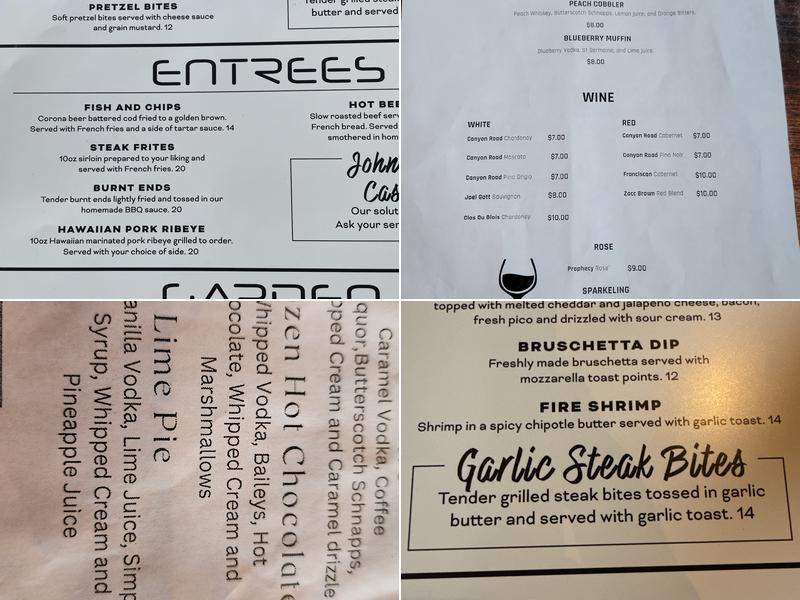 PRETZEL BITES
Soft pretzel bites served with cheese sauce
and grain mustard. 12
butter and served
ENTREES
FISH AND CHIPS
Corona beer battered cod fried to a golden brown.
Served with French fries and a side of tartar sauce. 14
STEAK FRITES
10oz sirloin prepared to your liking and
served with French fries. 20
BURNT ENDS
Tender burnt ends lightly fried and tossed in our
homemade BBQ sauce. 20
HAWAIIAN PORK RIBEYE
10oz Hawaiian marinated pork ribeye grilled to order.
Served with your choice of side. 20
HOT BEE
Slow roasted beef ser
French bread. Served
smothered in hom
John
Cas
Our solut
Ask your ser
GARDEN
PEACH COBBLER
Peach Whiskey, Butterscotch Schnapps, Lemon Juice, and Orange Bitters.
$8.00
BLUEBERRY MUFFIN
Blueberry Vodka, St Germaine, and Lime juice.
$8.00
WINE
WHITE
Canyon Road Chardonay $7.00
Canyon Road Moscato $7.00
Canyon Road Pino Grigio $7.00
Joel Gott Sauvignon $8.00
Clos Du Blois Chardoney $10.00
RED
Canyon Road Cabernet $7.00
Canyon Road Pino Noir $7.00
Franciscan Cabernet $10.00
Zacc Brown Red Blend $10.00
ROSE
Prophecy Rose' $9.00
SPARKELING
Caramel Vodka, Coffee
quor,Butterscotch Schnapps,
pped Cream and Caramel drizzle
zen Hot Chocolate
Whipped Vodka, Baileys, Hot
ocolate, Whipped Cream and
Marshmallows
Lime Pie
anilla Vodka, Lime Juice, Simp
Syrup, Whipped Cream and
Pineapple Juice
topped with melted cheddar and jalapeno cheese, bacon,
fresh pico and drizzled with sour cream. 13
BRUSCHETTA DIP
Freshly made bruschetta served with
mozzarella toast points. 12
FIRE SHRIMP
Shrimp in a spicy chipotle butter served with garlic toast. 14
Garlic Steak Bites
Tender grilled steak bites tossed in garlic
butter and served with garlic toast. 14